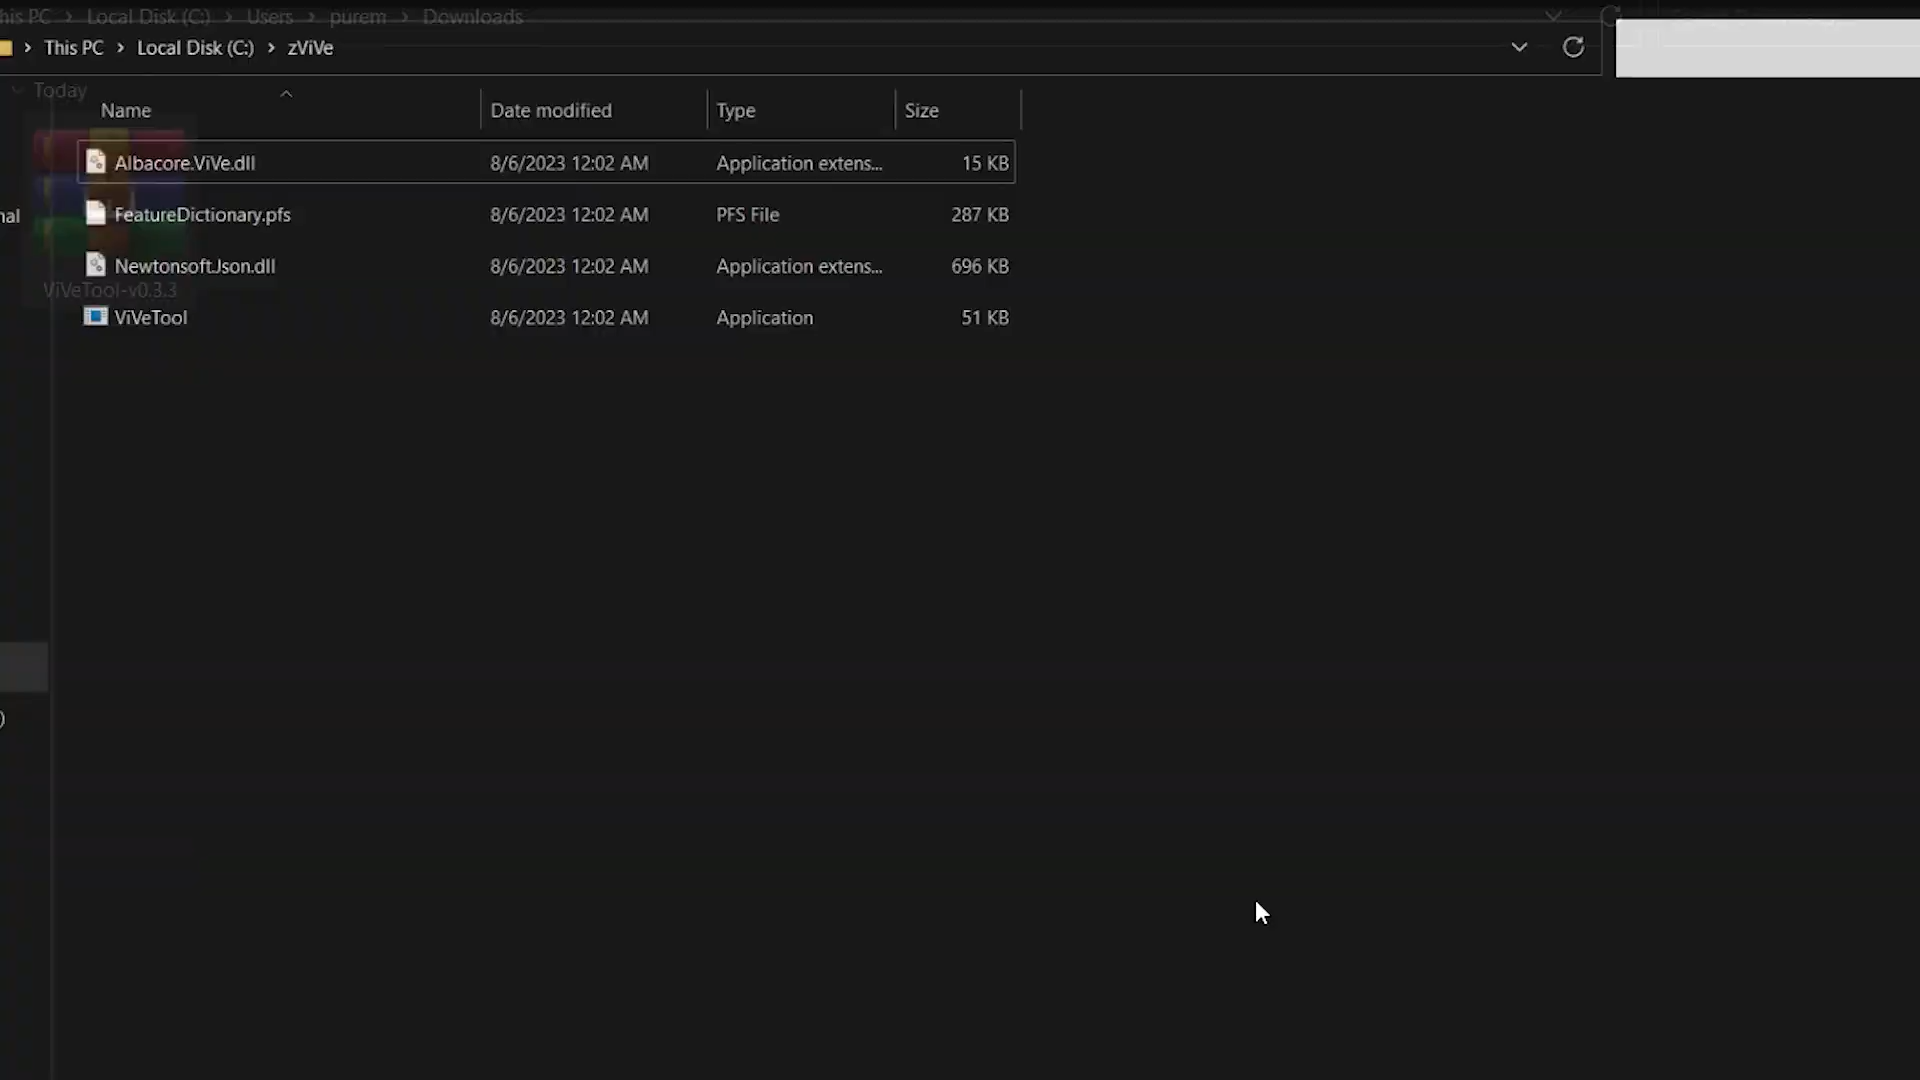 his PC > Local Disk (C:) > Users > purem > Downloads
> This PC > Local Disk (C:) > zViVe
Today
Name Date modified Type Size
Albacore.ViVe.dll 8/6/2023 12:02 AM Application extens... 15 KB
nal
FeatureDictionary.pfs 8/6/2023 12:02 AM PFS File 287 KB
Newtonsoft.Json.dll 8/6/2023 12:02 AM Application extens... 696 KB
ViVeTool-v0.3.3
ViVeTool 8/6/2023 12:02 AM Application 51 KB
)